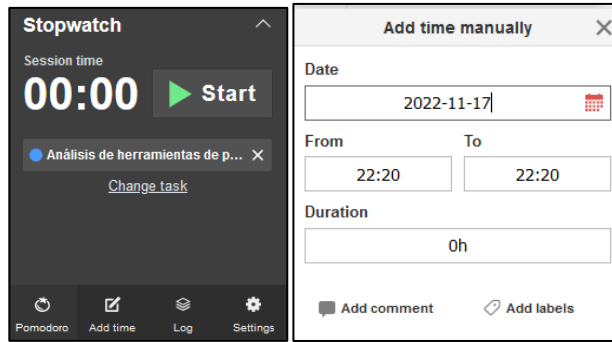 Stopwatch
Session time
00:00
Start
Análisis de herramientas de p...
Change task
Pomodoro
Add time
Log
Settings
Add time manually
Date
2022-11-17
From To
22:20 22:20
Duration
0h
Add comment
Add labels